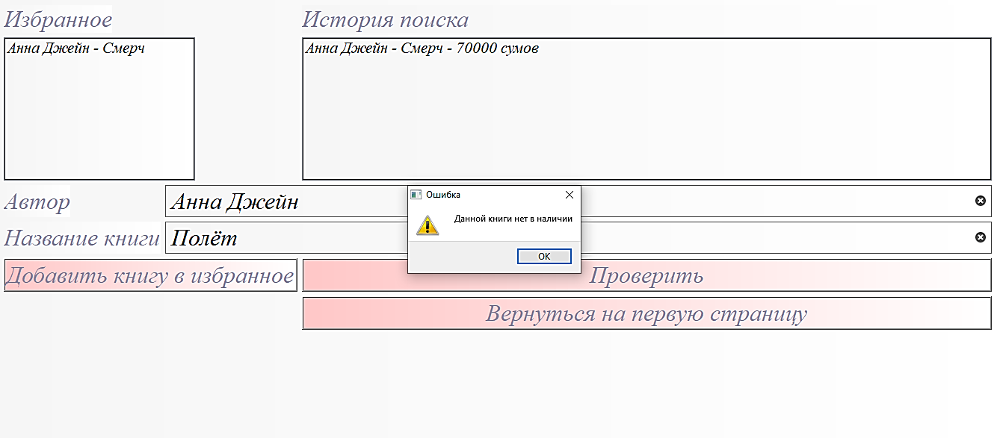 Избранное
История поиска
Анна Джейн - Смерч
Анна Джейн - Смерч - 70000 сумов
Автор
Анна Джейн
Название книги
Полёт
Ошибка
Данной книги нет в наличии
OK
Добавить книгу в избранное
Проверить
Вернуться на первую страницу